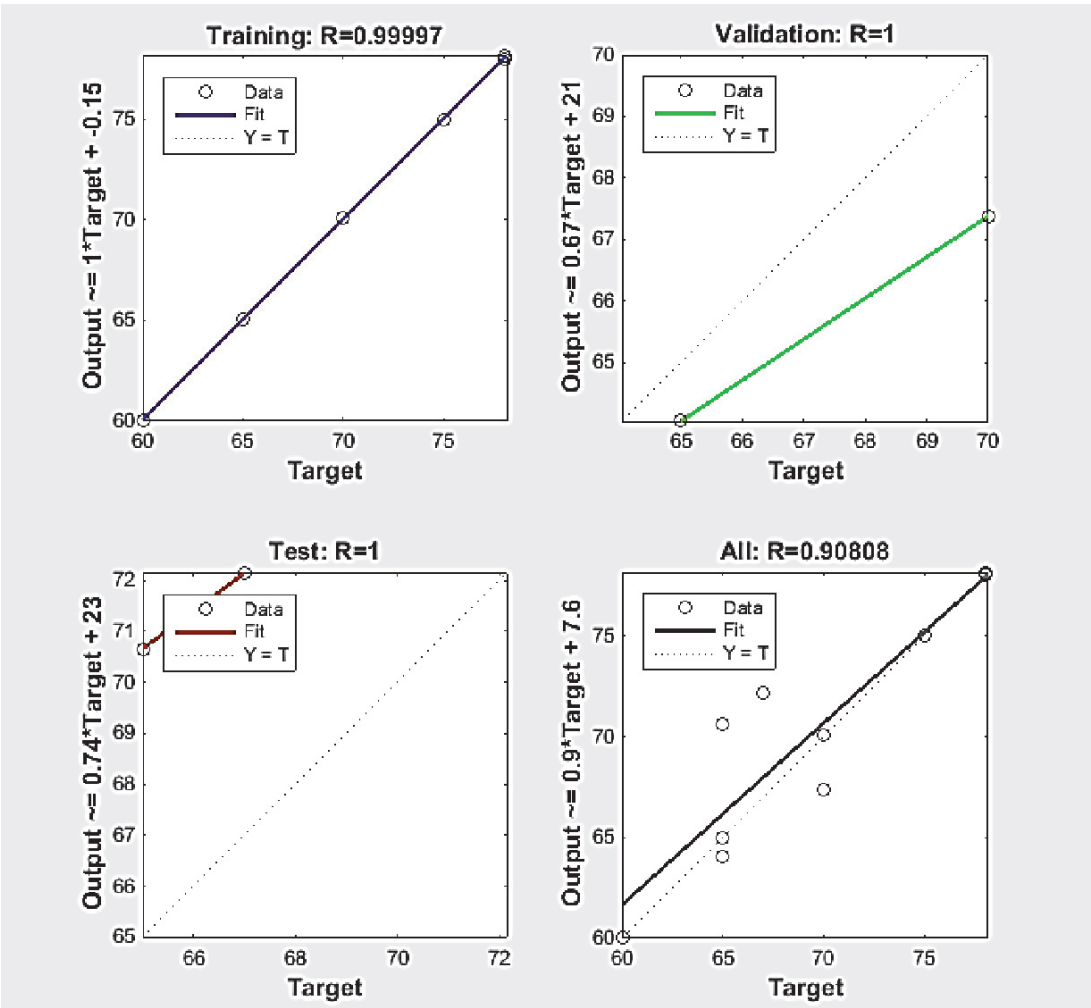 Training: R=0.99997
Output ~= 1*Target + -0.15
Data
Fit
Y = T
75
70
65
60
60 65 70 75
Target
Validation: R=1
Output ~= 0.67*Target + 21
Data
Fit
Y = T
70
69
68
67
66
65
65 66 67 68 69 70
Target
Test: R=1
Output ~= 0.74*Target + 23
Data
Fit
Y = T
72
71
70
69
68
67
66
65
66 68 70 72
Target
All: R=0.90808
Output ~= 0.9*Target + 7.6
Data
Fit
Y = T
75
70
65
60
60 65 70 75
Target